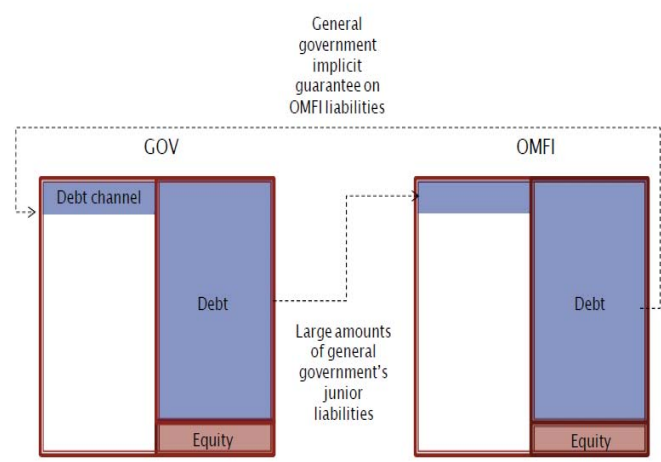 General
government
implicit
guarantee on
OMFI liabilities
GOV
OMFI
Debt channel
Debt
Debt
Large amounts
of general
government's
junior
liabilities
Equity
Equity